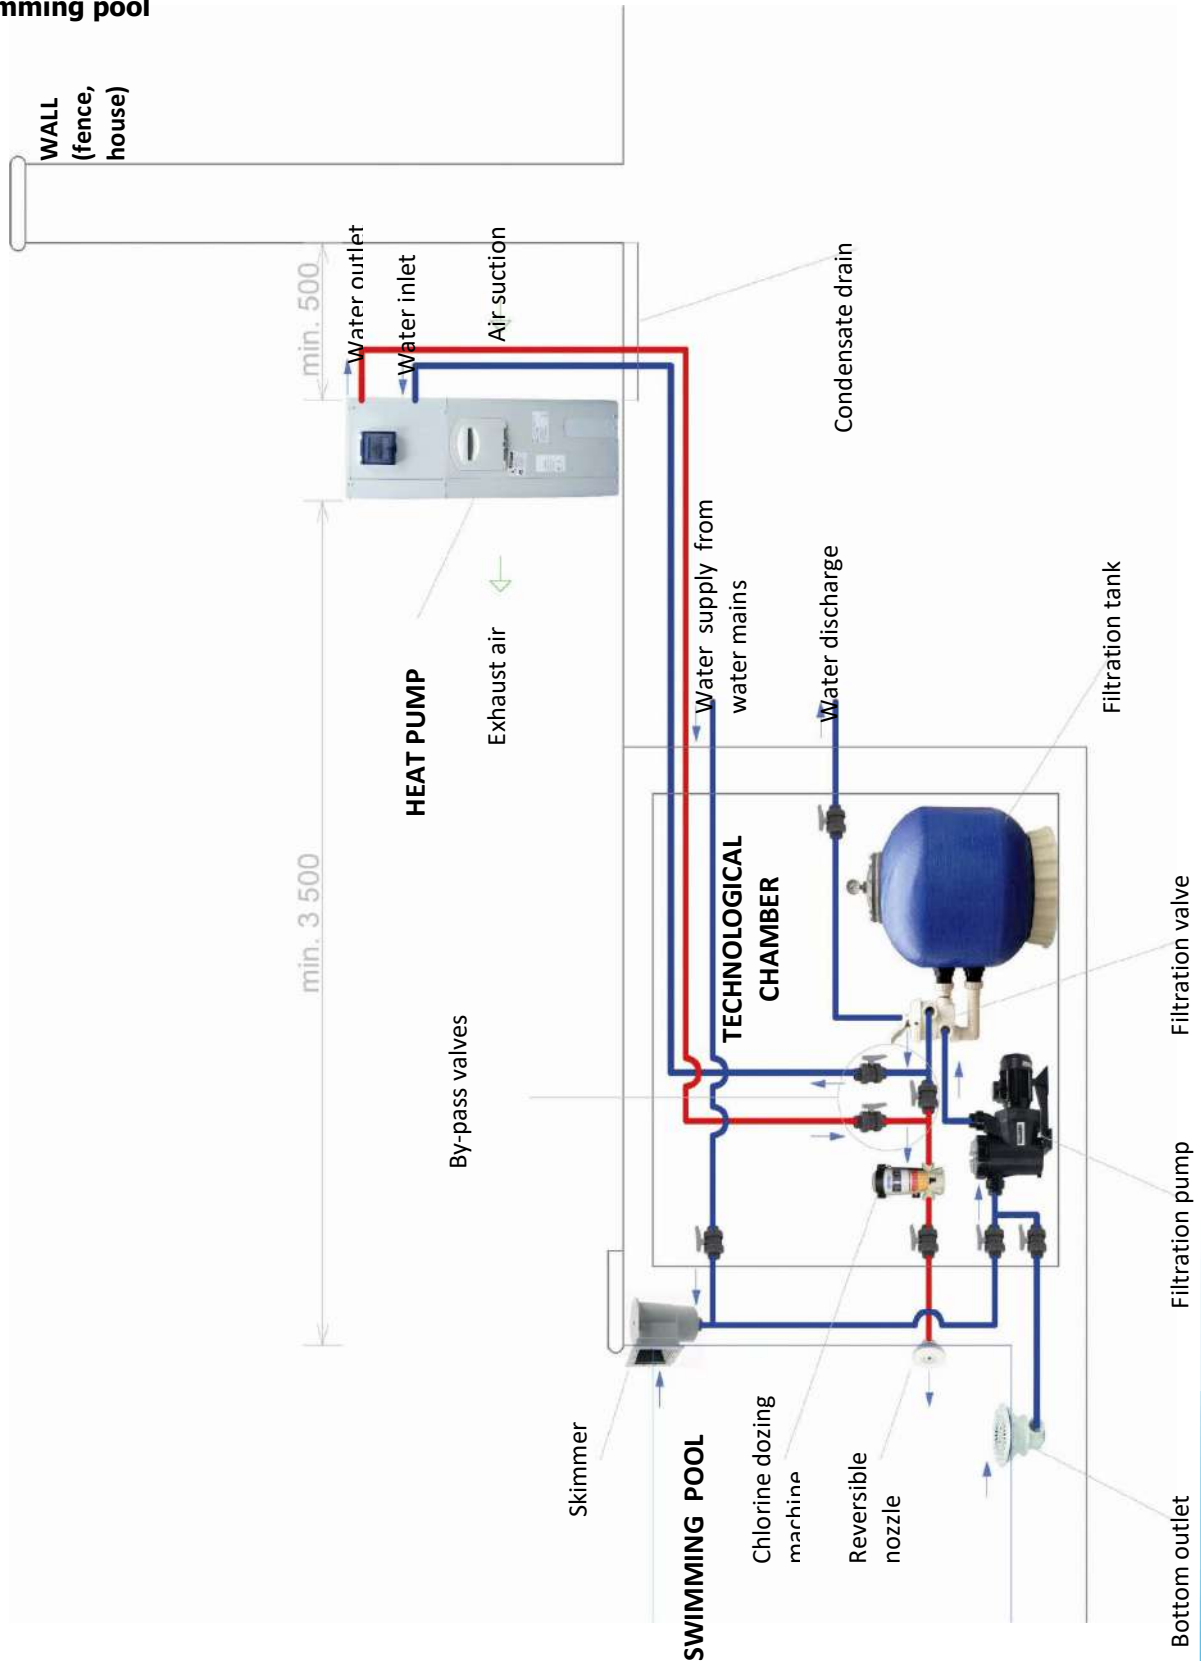 mming pool
WALL
(fence,
house)
min. 500
Water outlet
Water inlet
Air suction
Condensate drain
min. 3 500
HEAT PUMP
Exhaust air
Water supply from
water mains
Water discharge
Filtration tank
TECHNOLOGICAL
CHAMBER
By-pass valves
Filtration valve
Filtration pump
Skimmer
SWIMMING POOL
Chlorine dozing
machine
Reversible
nozzle
Bottom outlet